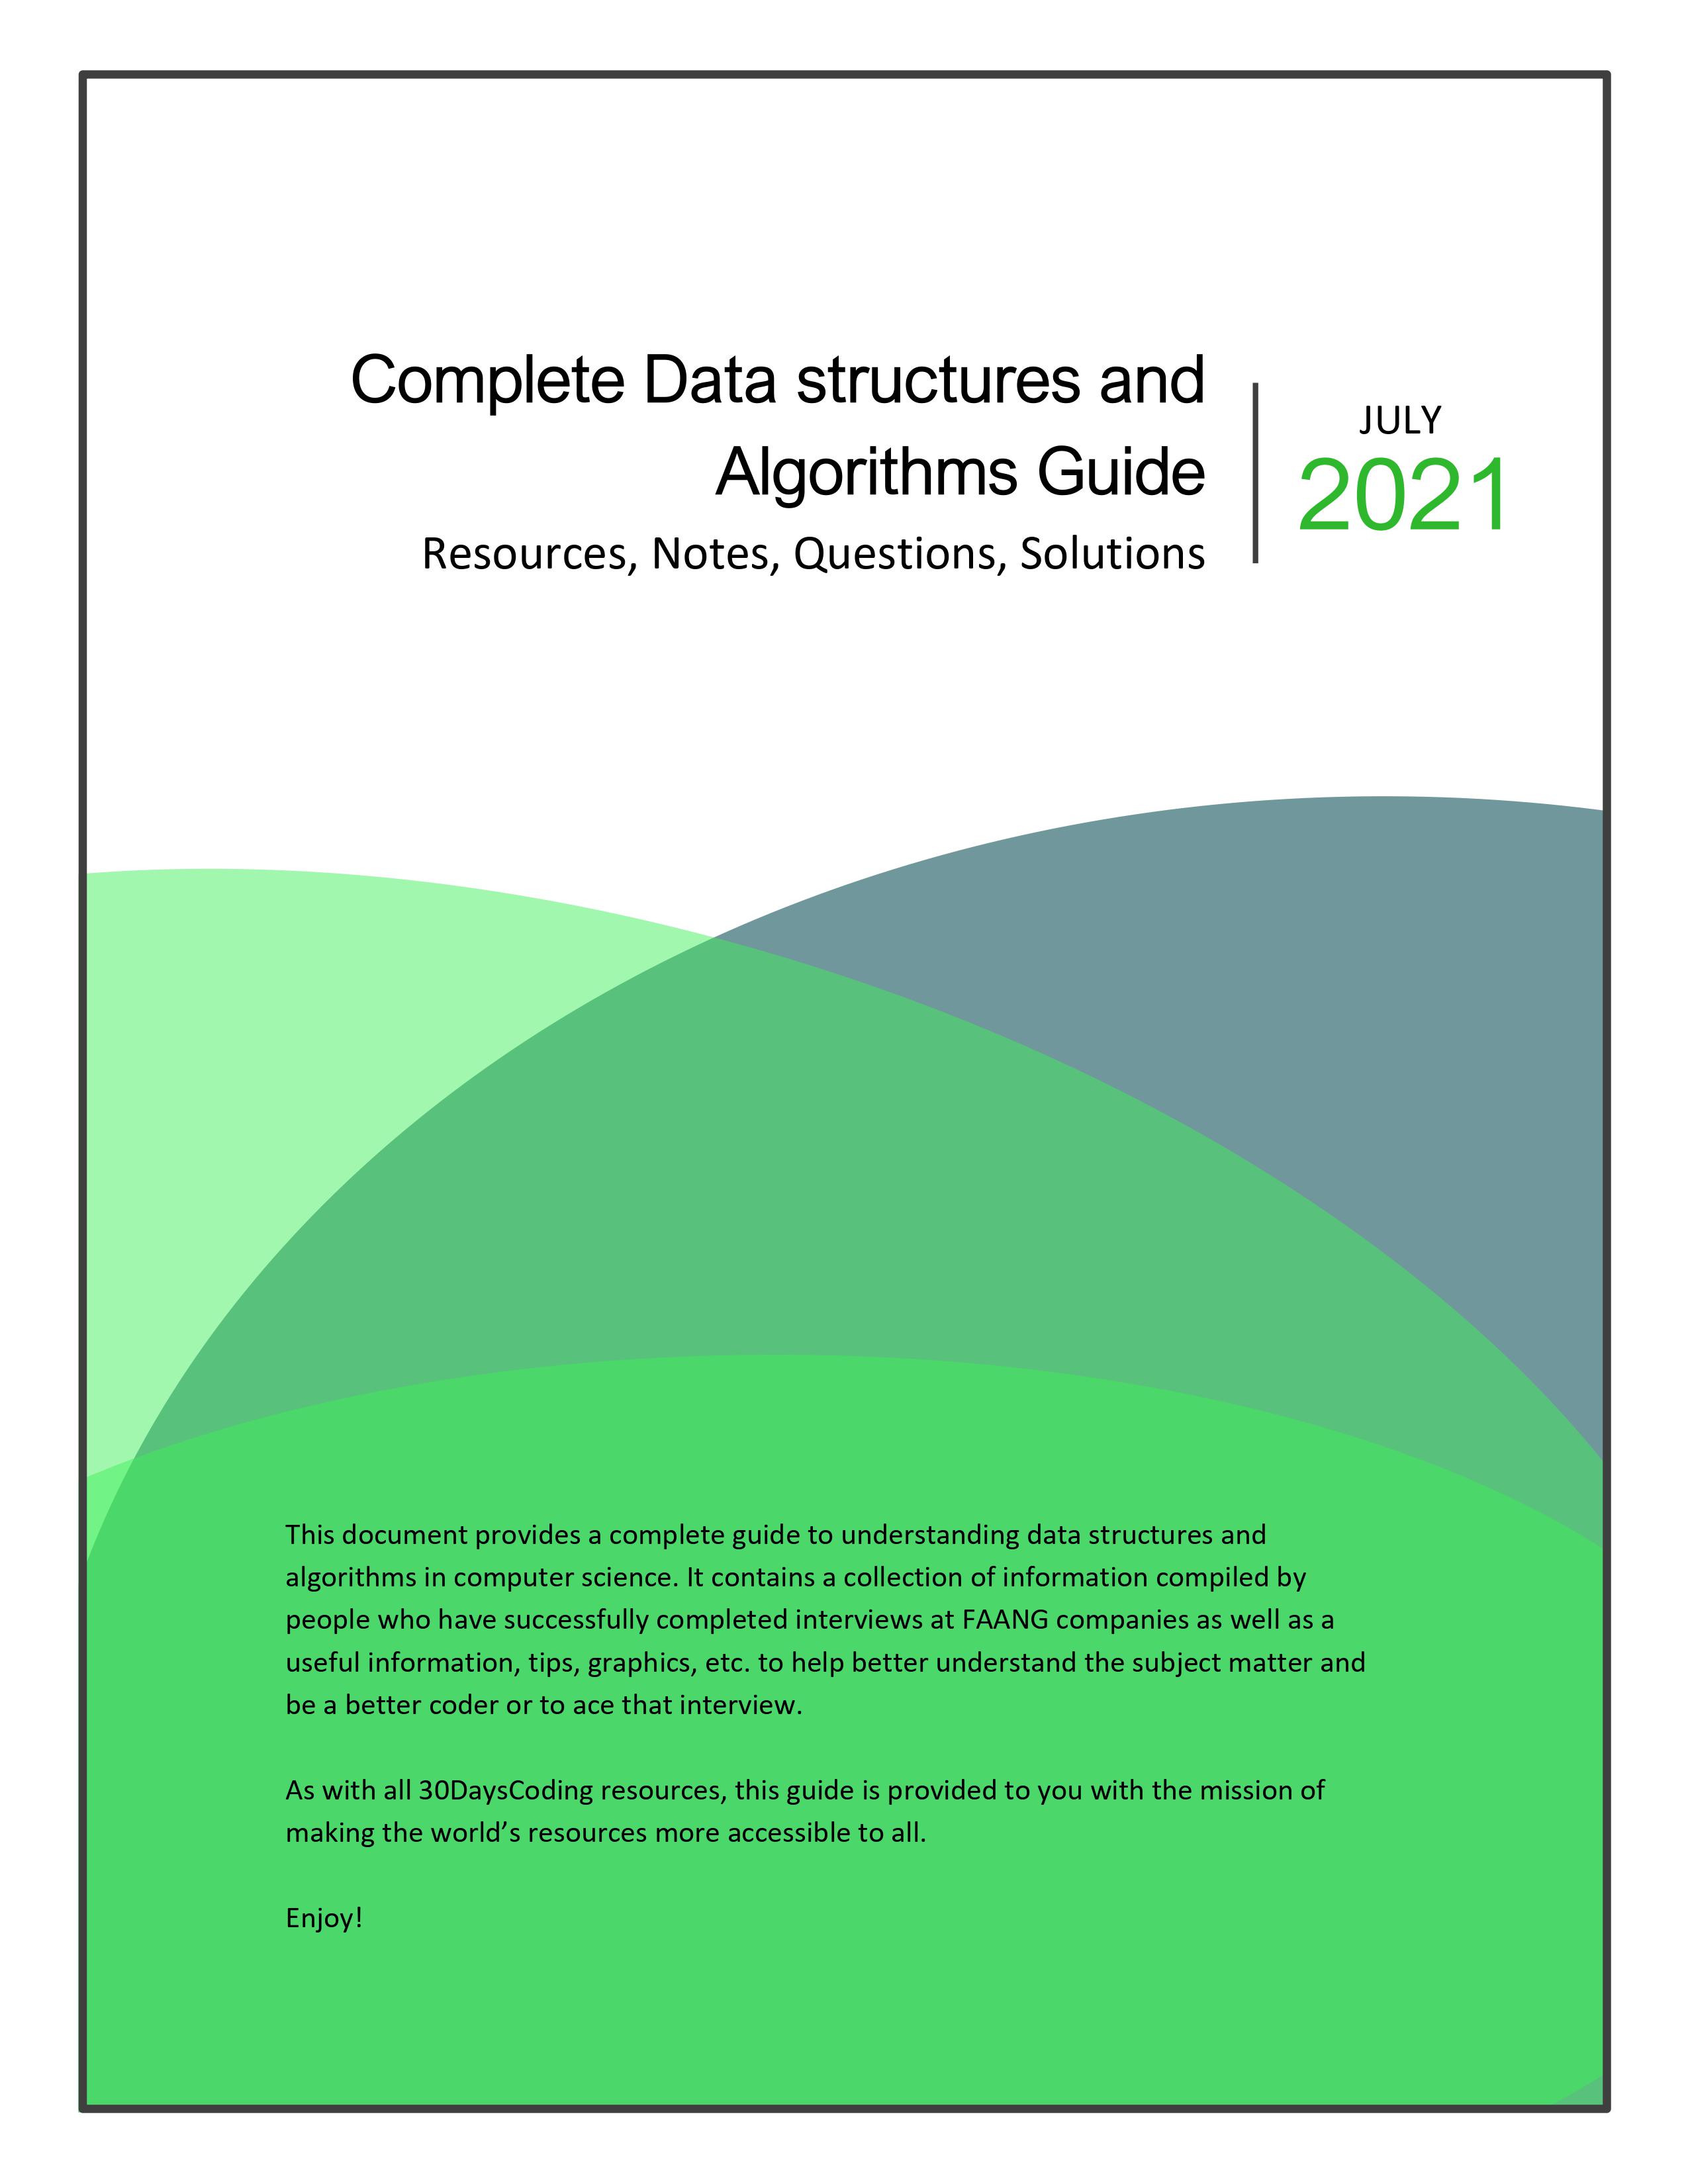 Complete Data structures and
Algorithms Guide
Resources, Notes, Questions, Solutions
JULY
2021
This document provides a complete guide to understanding data structures and
algorithms in computer science. It contains a collection of information compiled by
people who have successfully completed interviews at FAANG companies as well as a
useful information, tips, graphics, etc. to help better understand the subject matter and
be a better coder or to ace that interview.
As with all 30DaysCoding resources, this guide is provided to you with the mission of
making the world’s resources more accessible to all.
Enjoy!